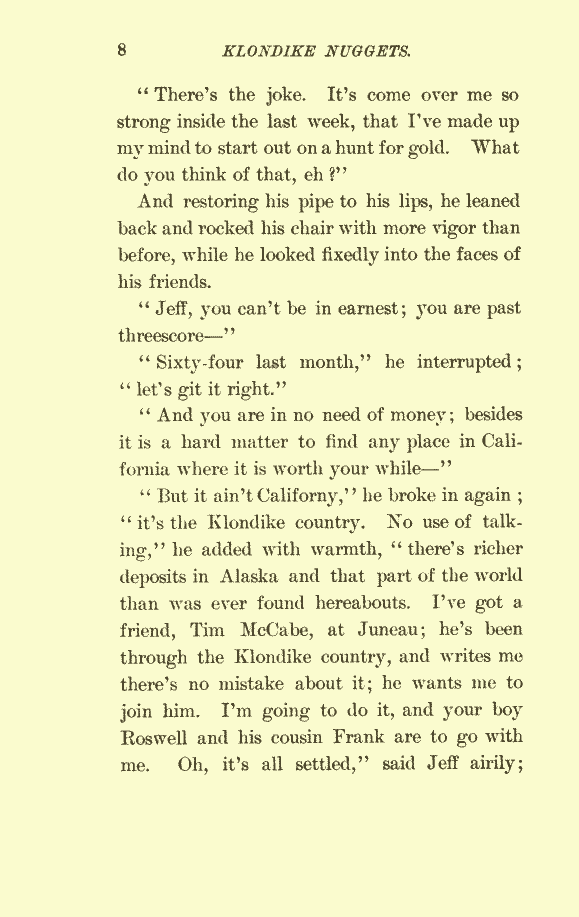 8 KLONDIKE NUGGETS.
“ There’s the joke. It’s come over me so
strong inside the last week, that I’ve made up
my mind to start out on a hunt for gold. What
do you think of that, eh ?”
And restoring his pipe to his lips, he leaned
back and rocked his chair with more vigor than
before, while he looked fixedly into the faces of
his friends.
“ Jeff, you can’t be in earnest; you are past
threescore—”
“ Sixty-four last month,” he interrupted ;
“ let’s git it right.”
“ And you are in no need of money; besides
it is a hard matter to find any place in Cali-
fornia where it is worth your while—”
“ But it ain’t Californy,” he broke in again ;
“ it’s the Klondike country. No use of talk-
ing,” he added with warmth, “ there’s richer
deposits in Alaska and that part of the world
than was ever found hereabouts. I’ve got a
friend, Tim McCabe, at Juneau; he’s been
through the Klondike country, and writes me
there’s no mistake about it; he wants me to
join him. I’m going to do it, and your boy
Roswell and his cousin Frank are to go with
me. Oh, it’s all settled,” said Jeff airily;